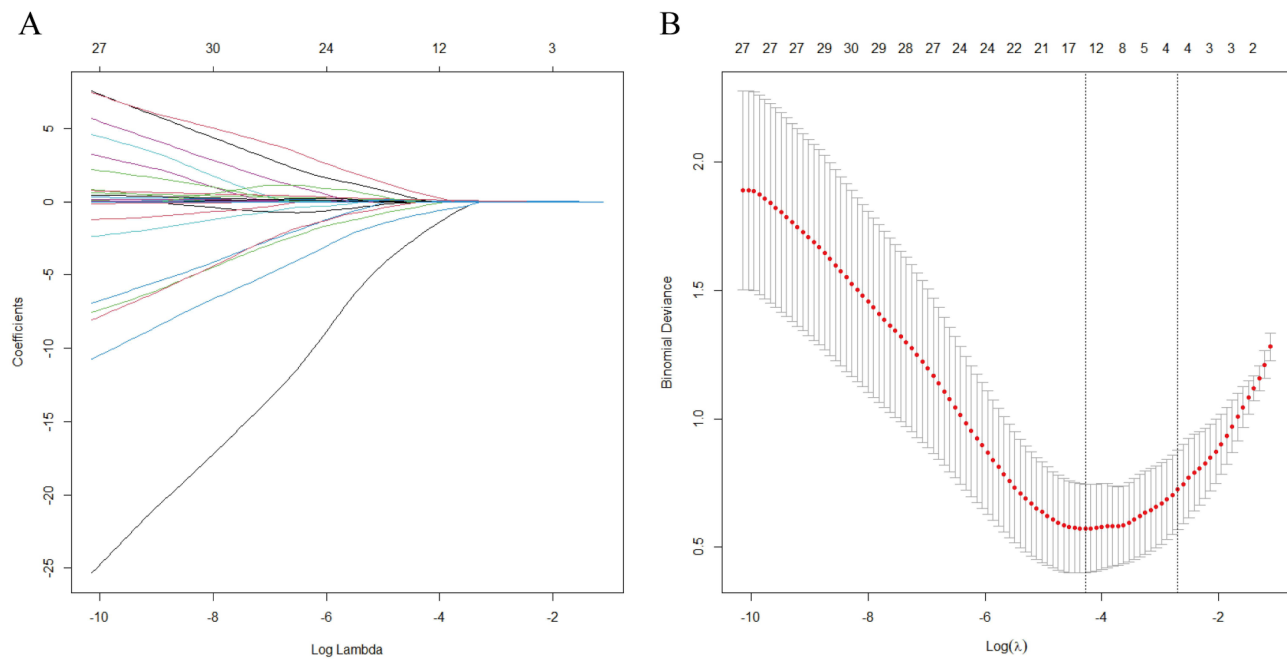 A
27 30 24 12 3
5
0
-5
-10
-15
-20
-25
Coefficients
-10 -8 -6 -4 -2
Log Lambda
B
27 27 27 29 30 29 28 27 24 24 22 21 17 12 8 5 4 4 3 3 2
2.0
1.5
1.0
0.5
Binomial Deviance
-10 -8 -6 -4 -2
Log(λ)